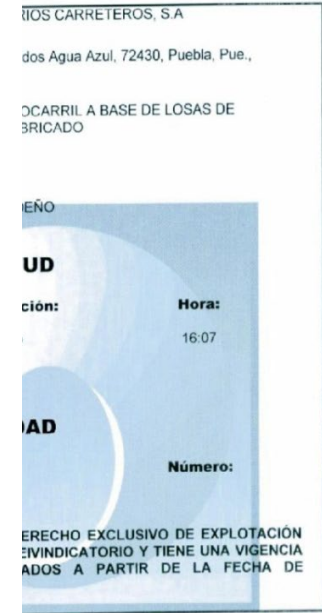 RIOS CARRETEROS, S.A
dos Agua Azul, 72430, Puebla, Pue.,
OCARRIL A BASE DE LOSAS DE
BRICADO
EÑO
UD
ción: Hora:
16:07
DAD
Número:
ERECHO EXCLUSIVO DE EXPLOTACIÓN
EIVINDICATORIO Y TIENE UNA VIGENCIA
ADOS A PARTIR DE LA FECHA DE